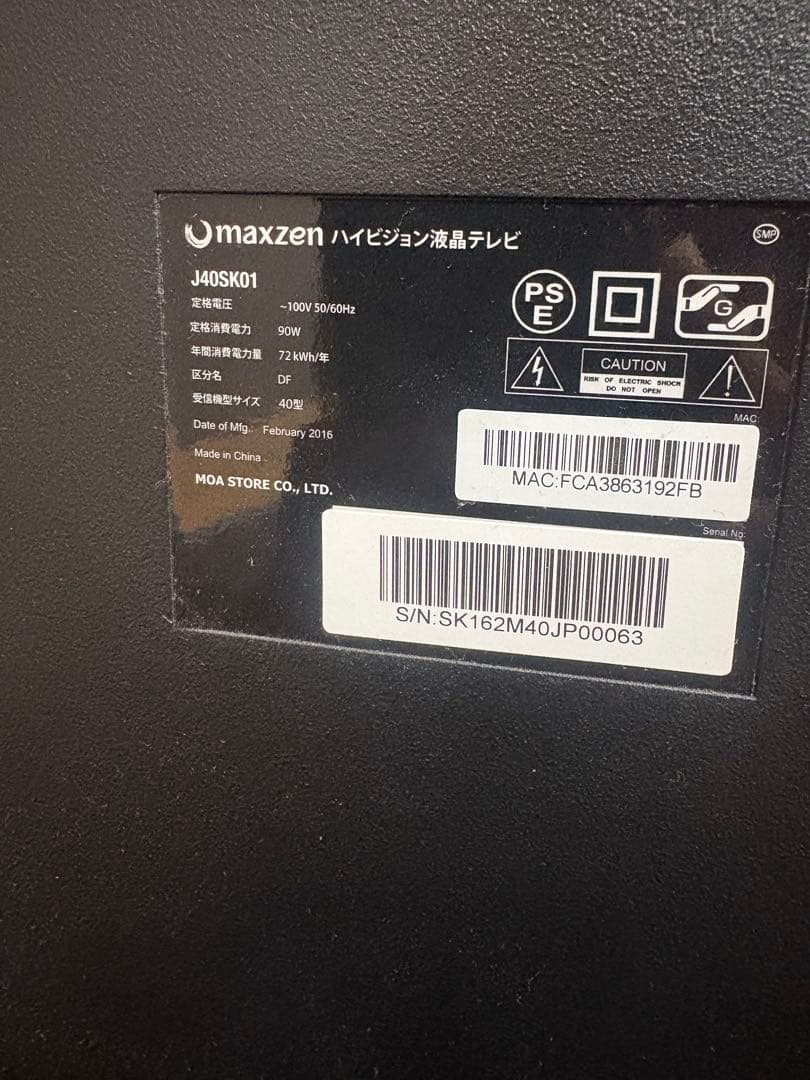 maxzen ハイビジョン液晶テレビ
SMP
J40SK01
定格電圧 ~100V 50/60Hz
定格消費電力 90W
年間消費電力量 72 kWh/年
区分名 DF
受信機型サイズ 40型
Date of Mfg.: February 2016
Made in China
MOA STORE CO., LTD.
PS
E
G
CAUTION
RISK OF ELECTRIC SHOCK
DO NOT OPEN
MAC:
MAC:FCA3863192FB
Serial No:
S/N:SK162M40JP00063